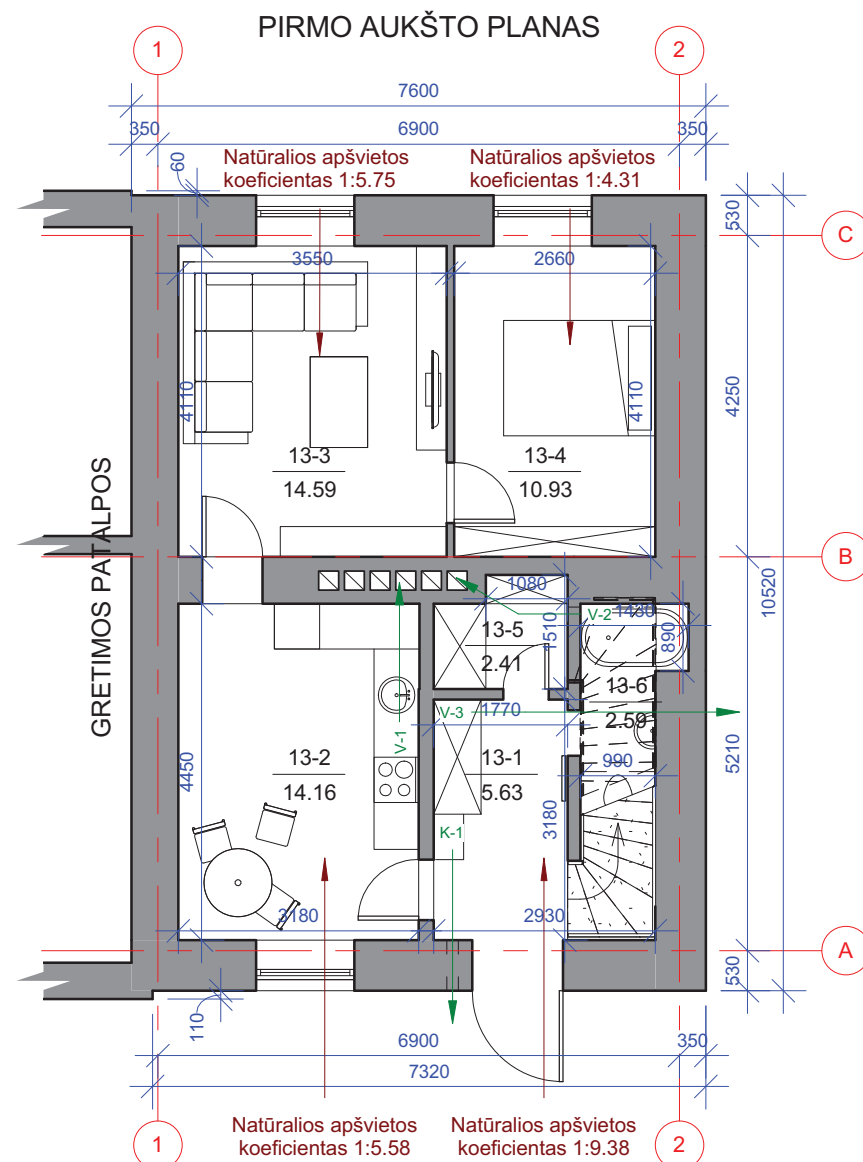 PIRMO AUKŠTO PLANAS
1
2
7600
350
6900
350
60
Natūralios apšvietos
koeficientas 1:5.75
Natūralios apšvietos
koeficientas 1:4.31
530
C
3550
2660
4110
4110
4250
13-3
14.59
13-4
10.93
GRETIMOS PATALPOS
B
10520
1080
1430
V-2
1510
890
13-5
2.41
13-6
2.59
V-3
1770
V-1
990
5210
4450
13-2
14.16
13-1
5.63
3180
K-1
3180
2930
A
530
110
6900
350
7320
1
Natūralios apšvietos
koeficientas 1:5.58
Natūralios apšvietos
koeficientas 1:9.38
2